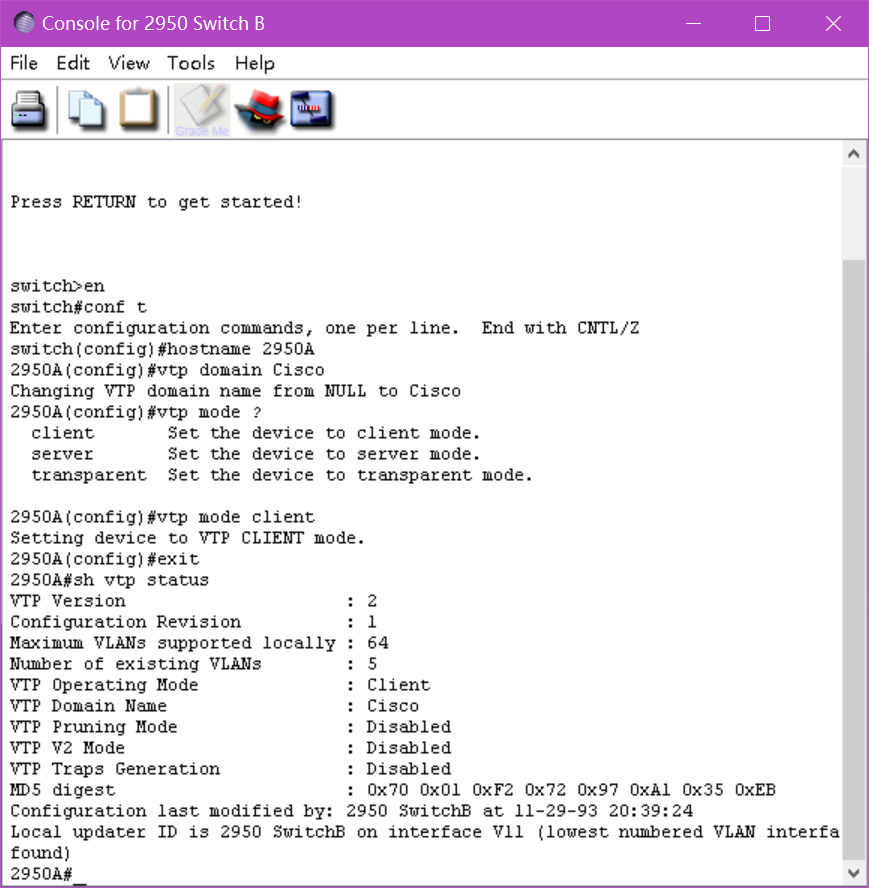 Console for 2950 Switch B
File Edit View Tools Help
Grade Me
Press RETURN to get started!
switch>en
switch#conf t
Enter configuration commands, one per line.  End with CNTL/Z
switch(config)#hostname 2950A
2950A(config)#vtp domain Cisco
Changing VTP domain name from NULL to Cisco
2950A(config)#vtp mode ?
  client       Set the device to client mode.
  server       Set the device to server mode.
  transparent  Set the device to transparent mode.
2950A(config)#vtp mode client
Setting device to VTP CLIENT mode.
2950A(config)#exit
2950A#sh vtp status
VTP Version                     : 2
Configuration Revision          : 1
Maximum VLANs supported locally : 64
Number of existing VLANs        : 5
VTP Operating Mode              : Client
VTP Domain Name                 : Cisco
VTP Pruning Mode                : Disabled
VTP V2 Mode                     : Disabled
VTP Traps Generation            : Disabled
MD5 digest                      : 0x70 0x01 0xF2 0x72 0x97 0xA1 0x35 0xEB
Configuration last modified by: 2950 SwitchB at 11-29-93 20:39:24
Local updater ID is 2950 SwitchB on interface Vl1 (lowest numbered VLAN interfa
found)
2950A#_